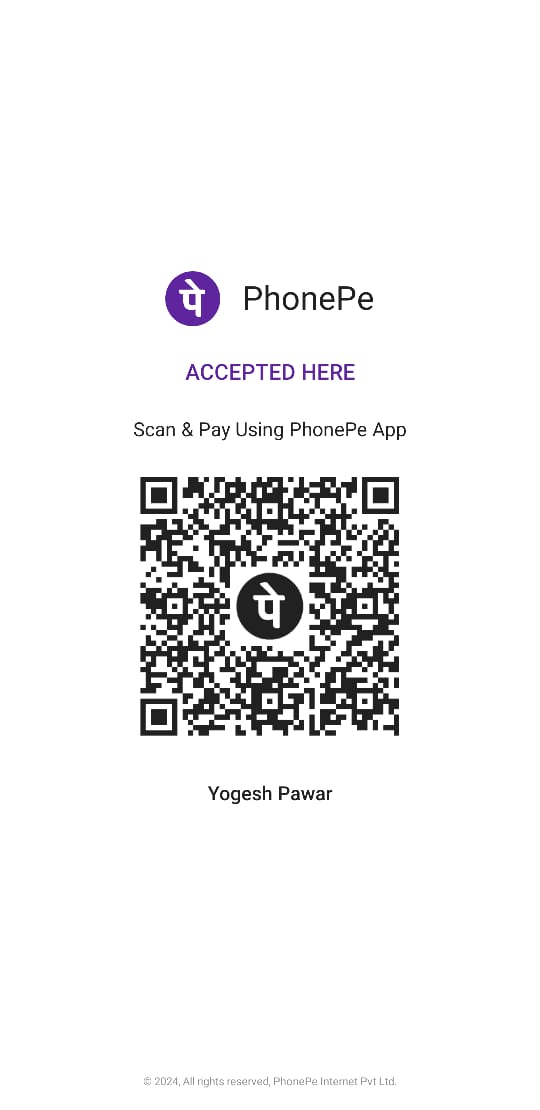 पे PhonePe
ACCEPTED HERE
Scan & Pay Using PhonePe App
पे
Yogesh Pawar
© 2024, All rights reserved, PhonePe Internet Pvt Ltd.